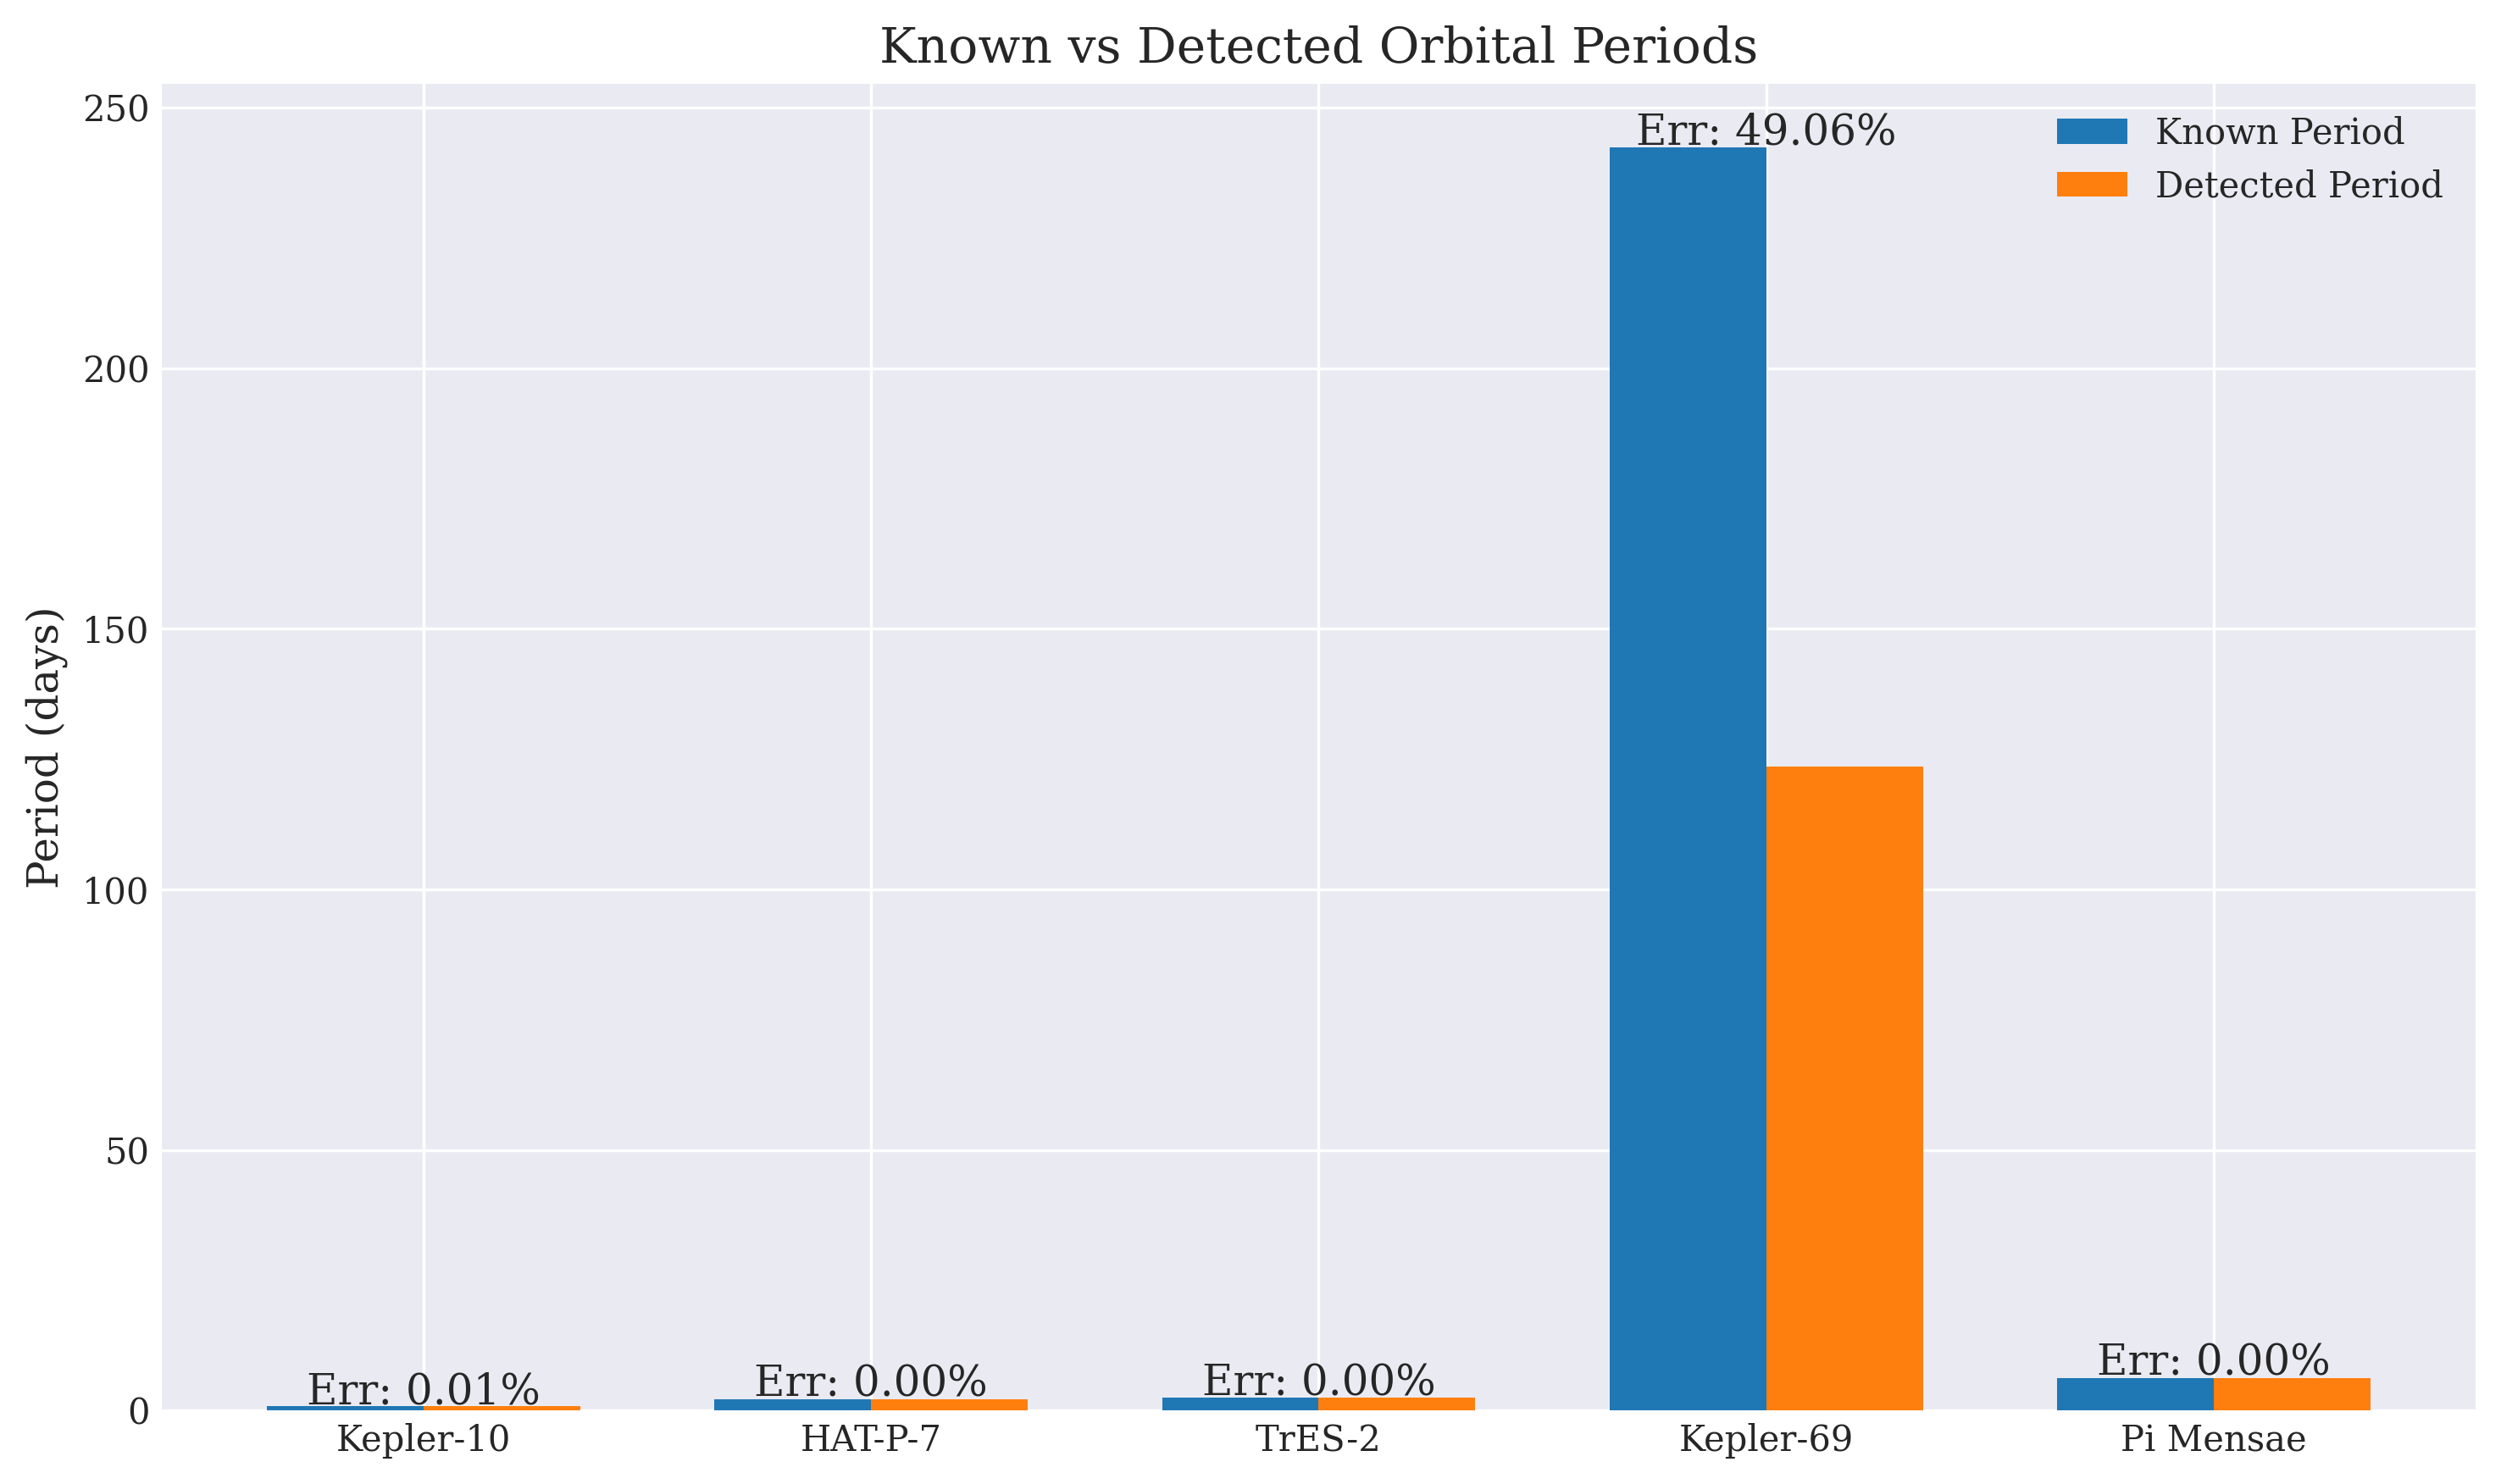 Known vs Detected Orbital Periods
Err: 49.06%
Known Period
Detected Period
250
200
150
100
50
0
Period (days)
Err: 0.01%
Err: 0.00%
Err: 0.00%
Err: 0.00%
Kepler-10
HAT-P-7
TrES-2
Kepler-69
Pi Mensae